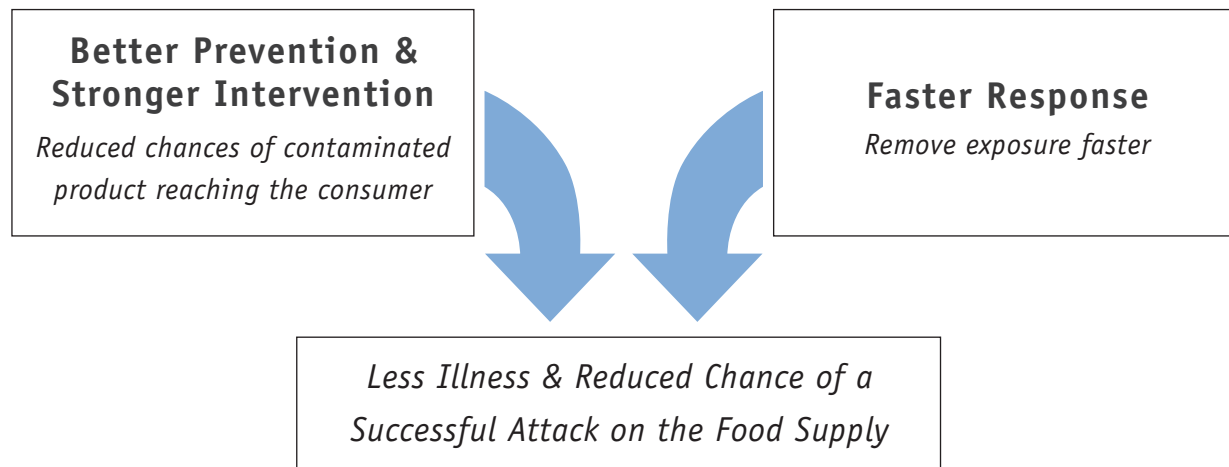 Better Prevention &
Stronger Intervention
Reduced chances of contaminated
product reaching the consumer
Faster Response
Remove exposure faster
Less Illness & Reduced Chance of a
Successful Attack on the Food Supply